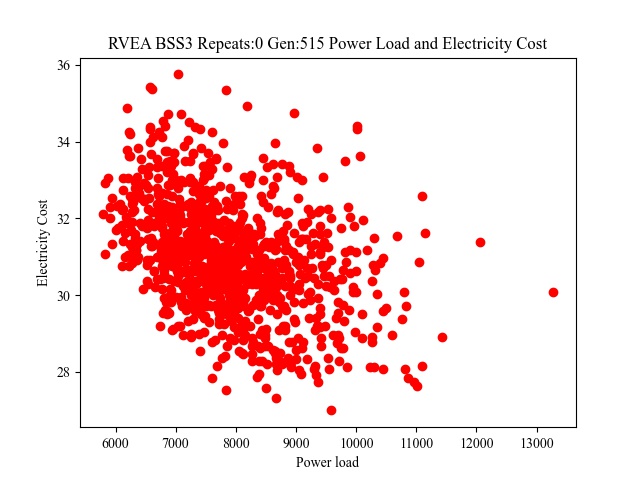 RVEA BSS3 Repeats:0 Gen:515 Power Load and Electricity Cost
36
34
32
30
28
Electricity Cost
6000 7000 8000 9000 10000 11000 12000 13000
Power load